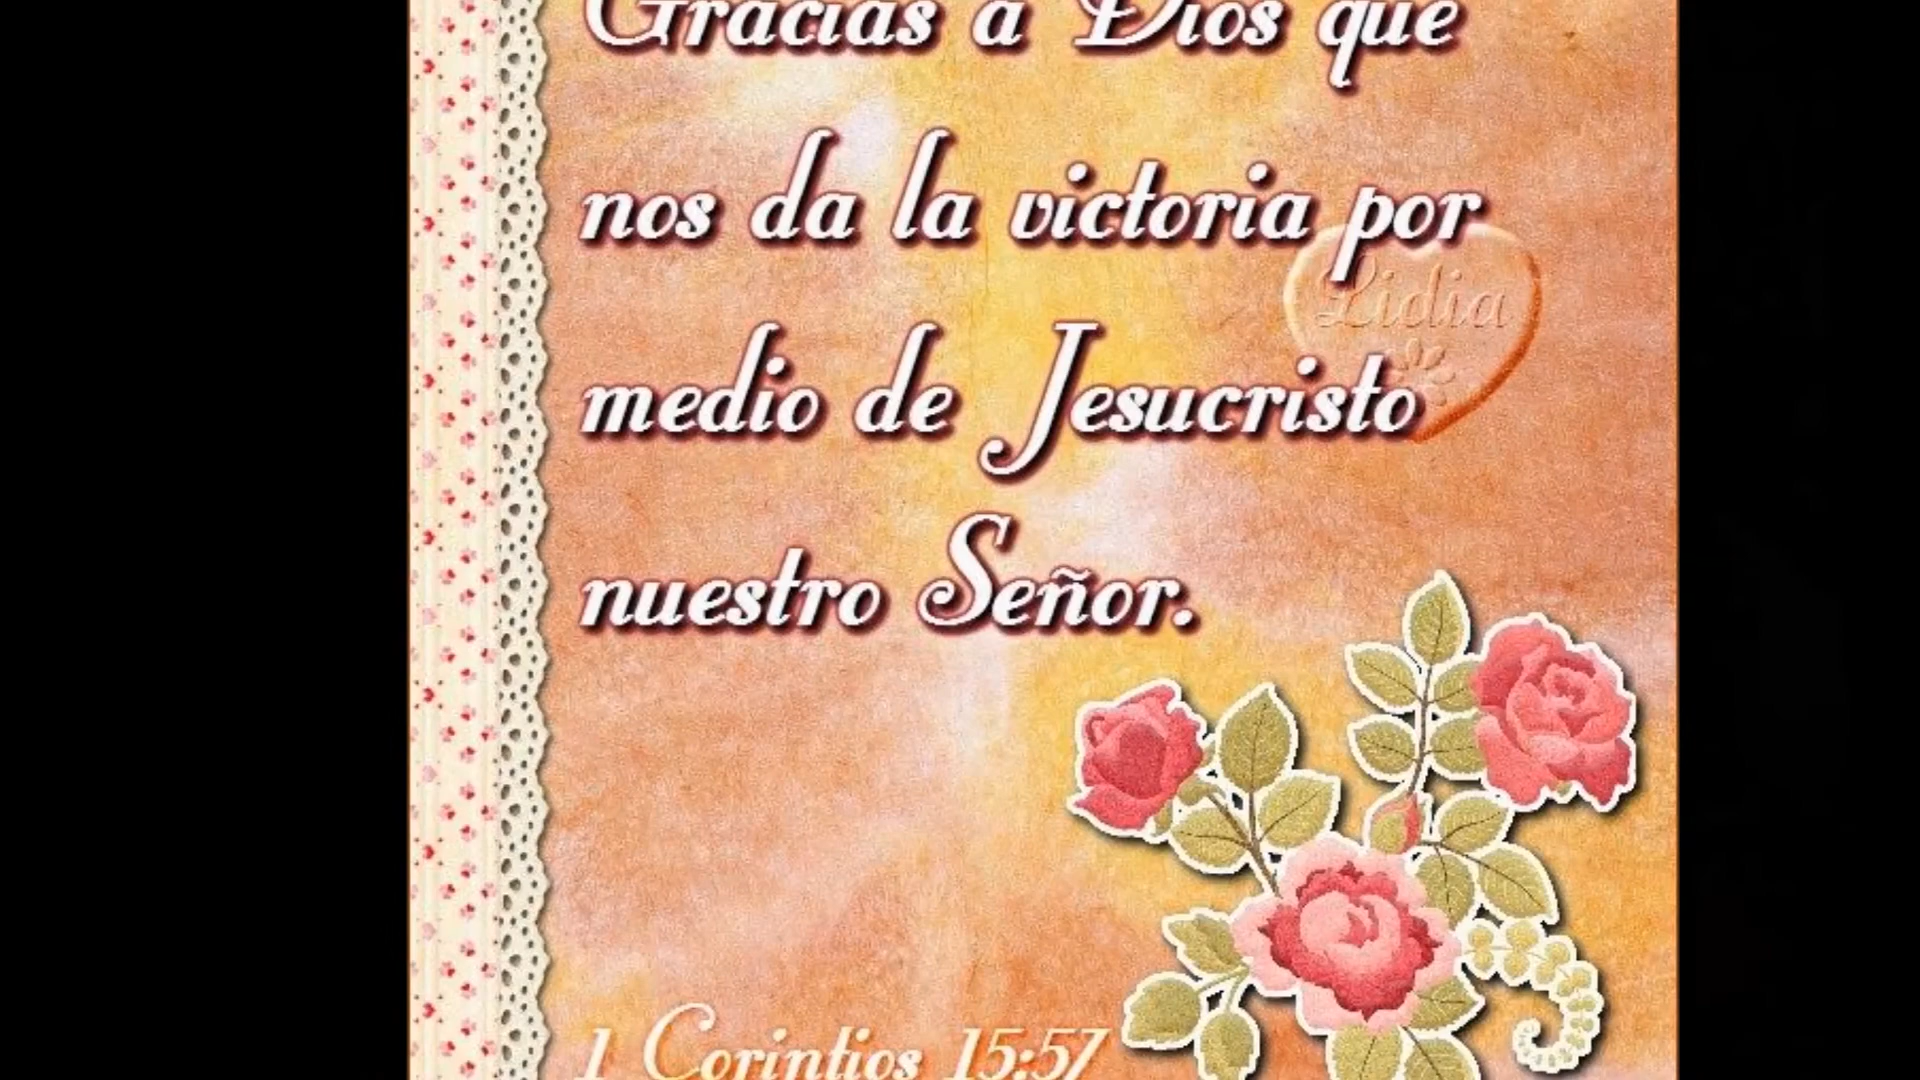 Gracias a Dios que
nos da la victoria por
Lidia
medio de Jesucristo
nuestro Señor.
1 Corintios 15:57